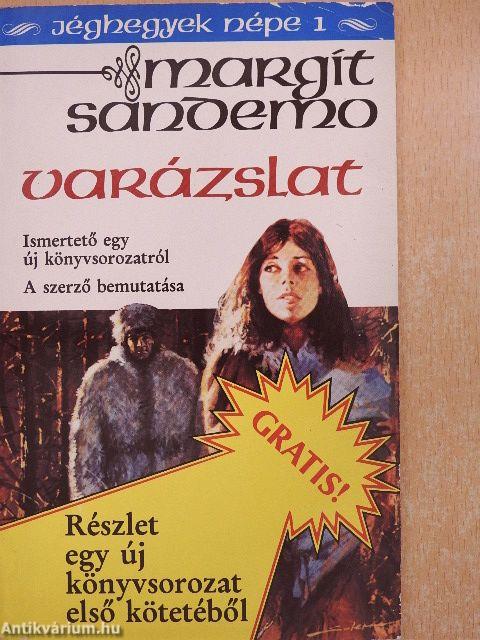 Jéghegyek népe 1
margit
sandemo
varázslat
Ismertető egy
új könyvsorozatról
A szerző bemutatása
GRATIS!
Részlet
egy új
könyvsorozat
első kötetéből
Antikvárium.hu